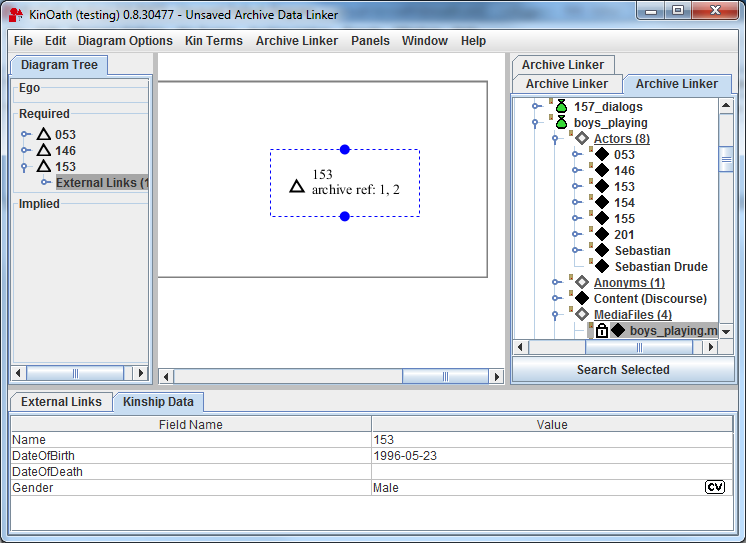 KinOath (testing) 0.8.30477 - Unsaved Archive Data Linker
File Edit Diagram Options Kin Terms Archive Linker Panels Window Help
Diagram Tree
Ego
Required
053
146
153
External Links (1
Implied
153
archive ref: 1, 2
Archive Linker
Archive Linker Archive Linker
157_dialogs
boys_playing
Actors (8)
053
146
153
154
155
201
Sebastian
Sebastian Drude
Anonyms (1)
Content (Discourse)
MediaFiles (4)
boys_playing.m
Search Selected
External Links Kinship Data
Field Name Value
Name 153
DateOfBirth 1996-05-23
DateOfDeath
Gender Male CV